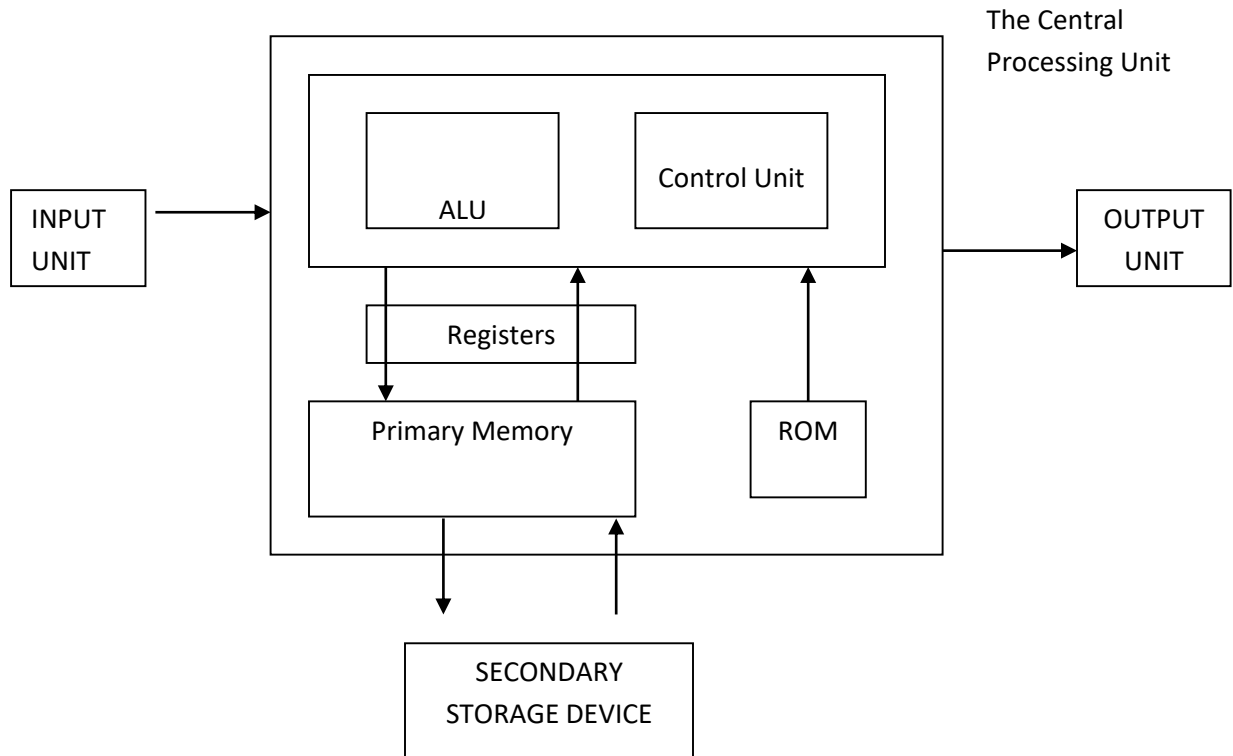 The Central
Processing Unit
Control Unit
ALU
INPUT
UNIT
OUTPUT
UNIT
Registers
Primary Memory
ROM
SECONDARY
STORAGE DEVICE